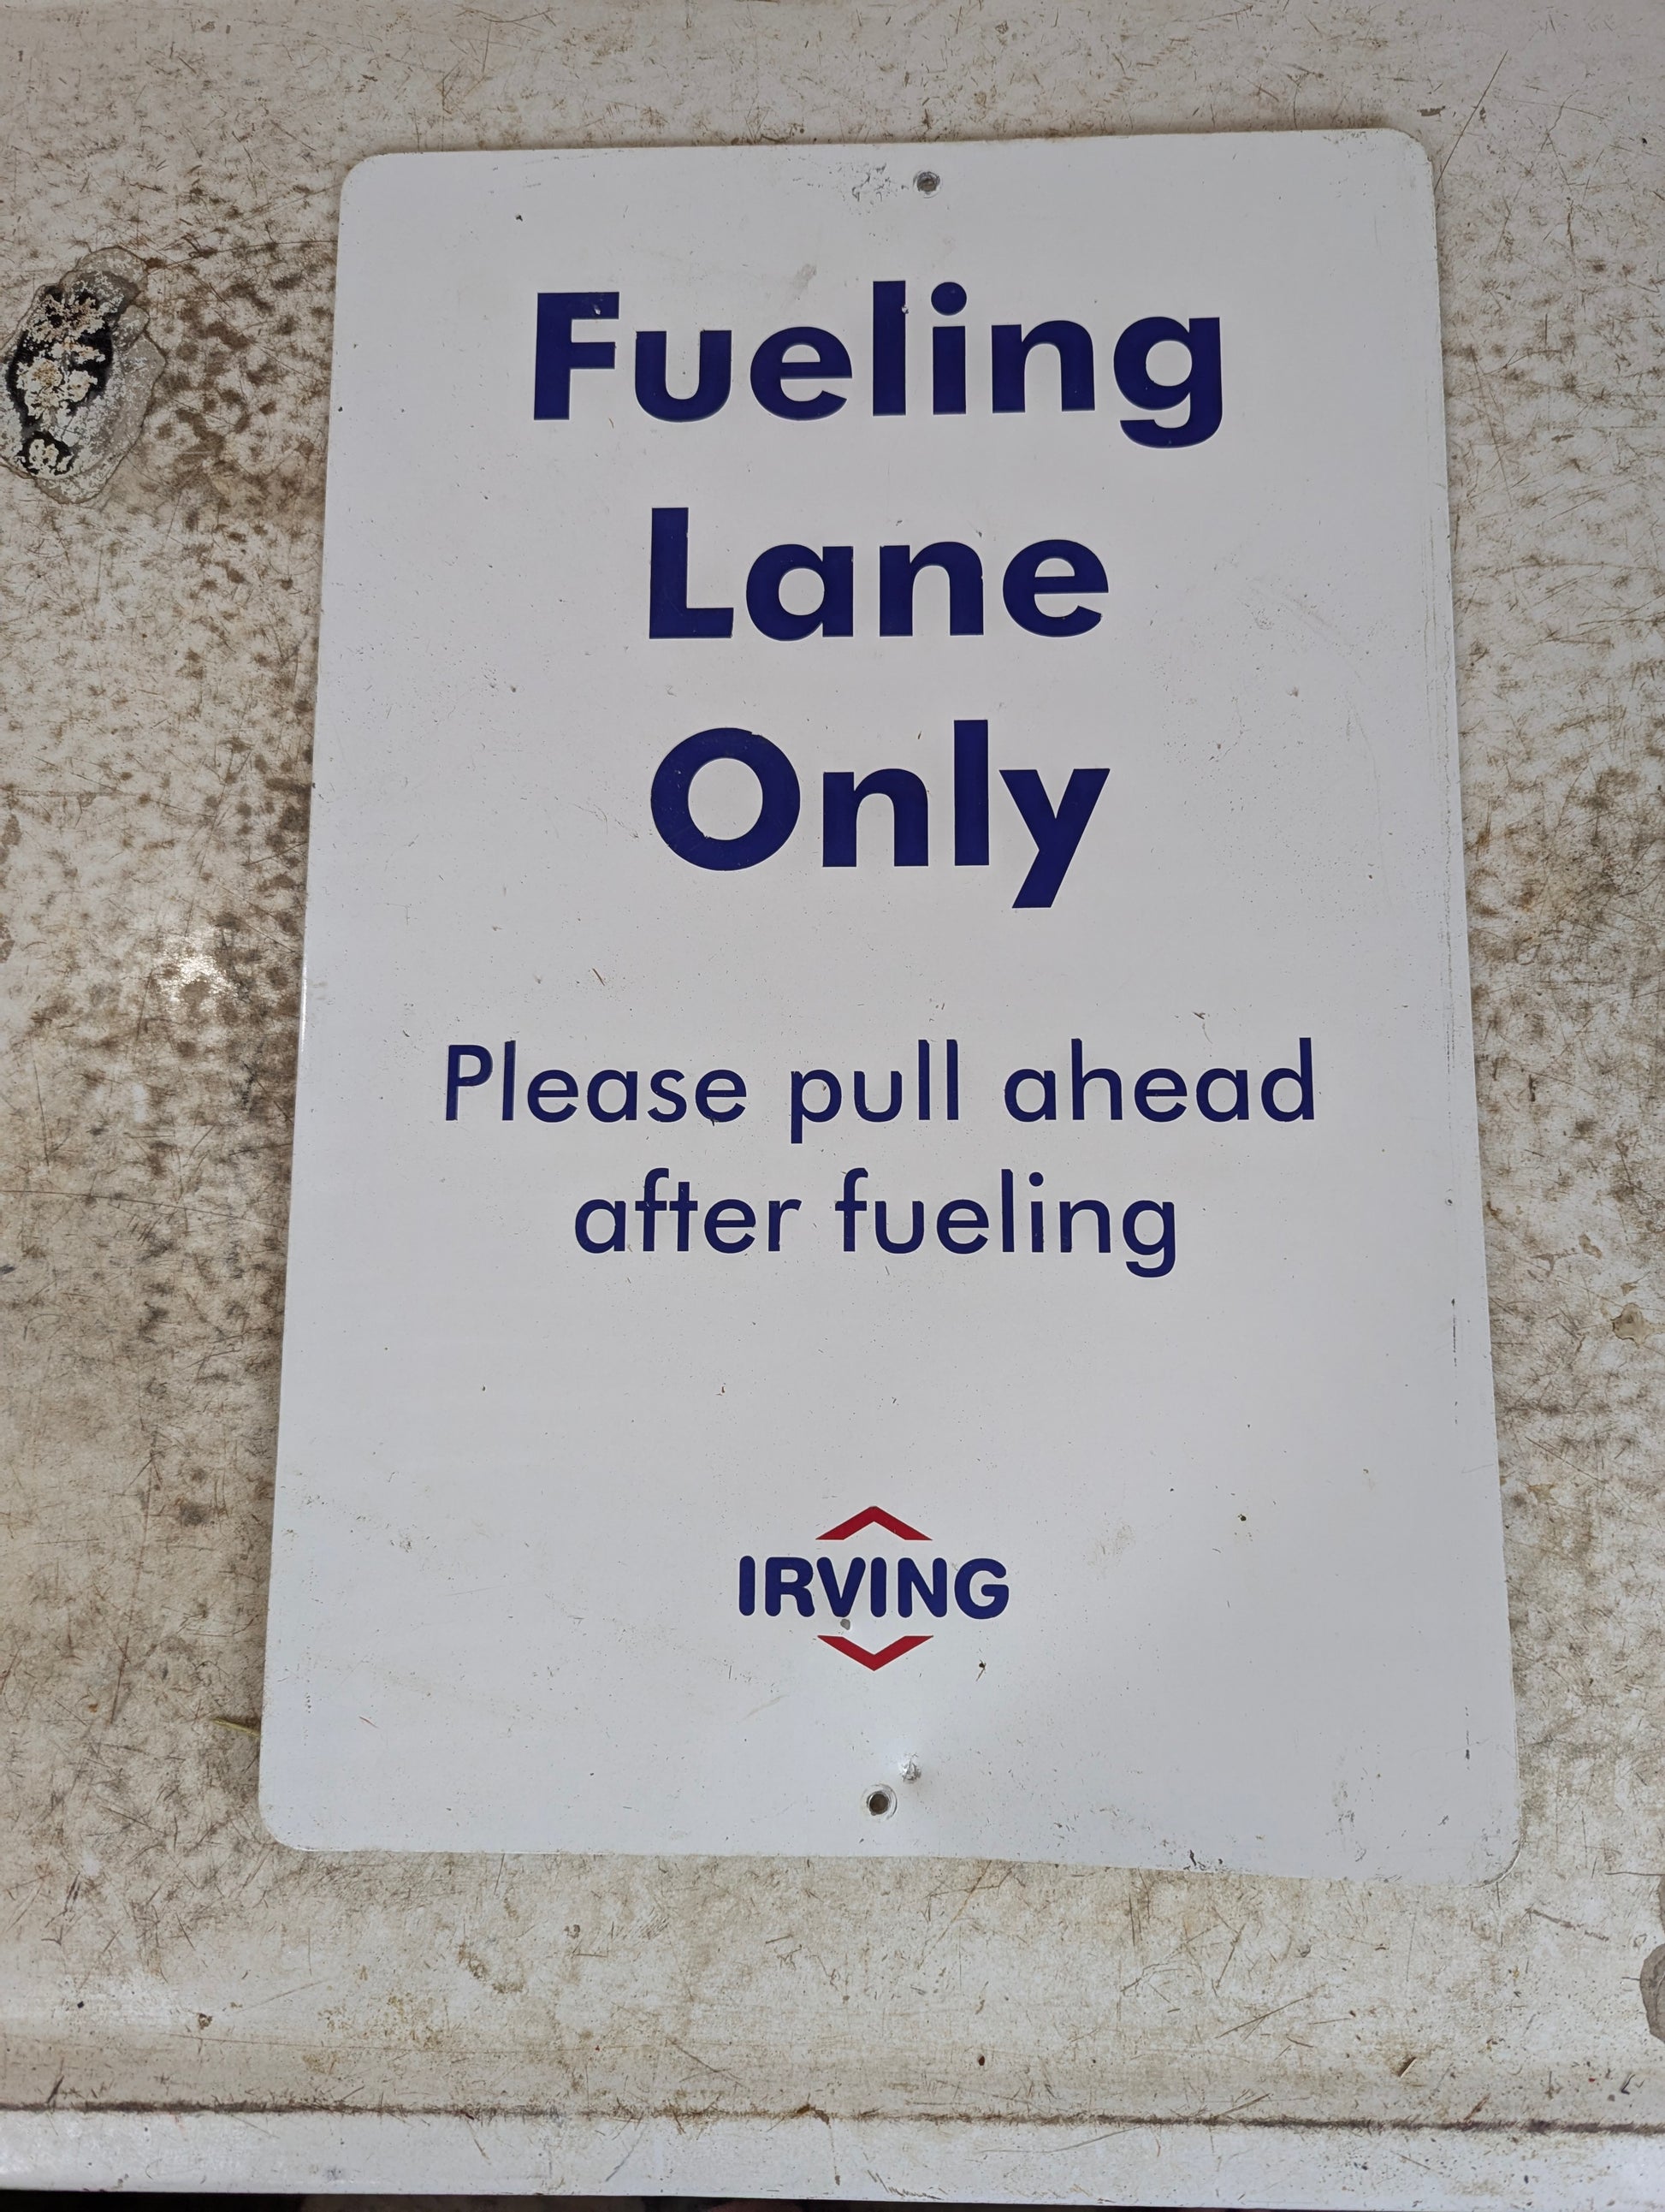 Fueling
Lane
Only
Please pull ahead
after fueling
IRVING